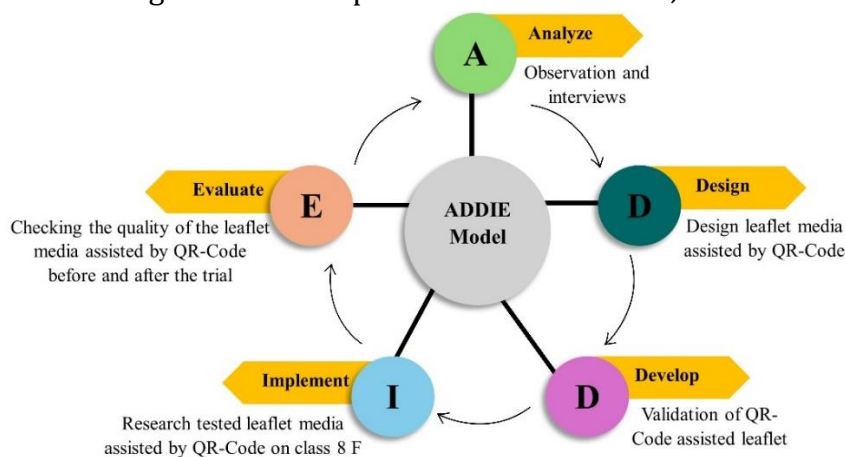 A
Analyze
Observation and
interviews
D
Design
Design leaflet media
assisted by QR-Code
D
Develop
Validation of QR-
Code assisted leaflet
I
Implement
Research tested leaflet media
assisted by QR-Code on class 8 F
E
Evaluate
Checking the quality of the leaflet
media assisted by QR-Code
before and after the trial
ADDIE
Model